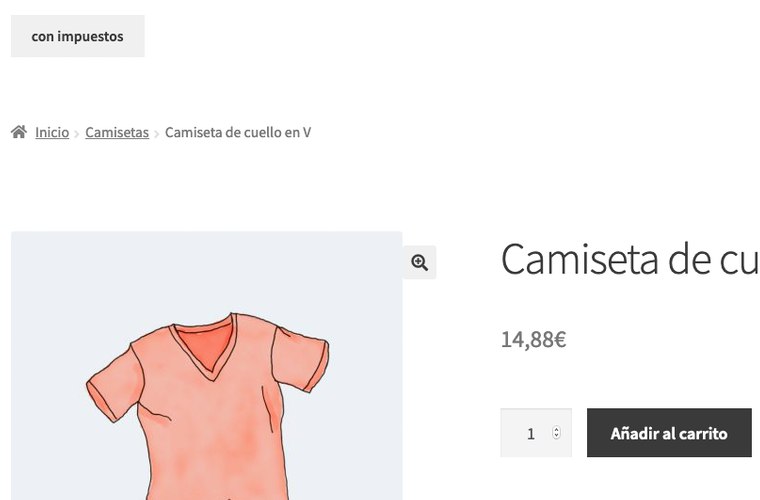 con impuestos
Inicio › Camisetas › Camiseta de cuello en V
Camiseta de cu
14,88€
1
Añadir al carrito